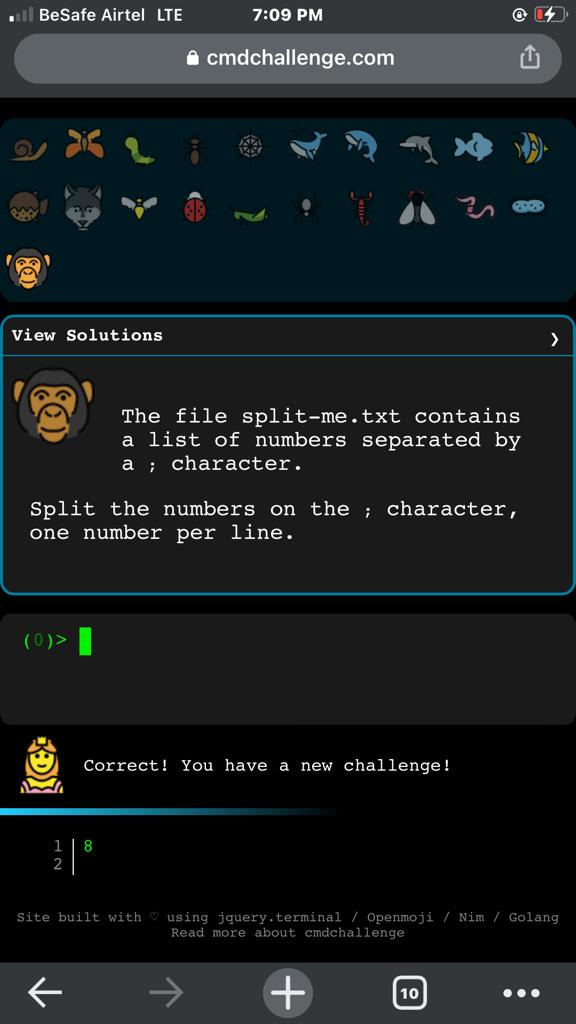 BeSafe Airtel LTE 7:09 PM
cmdchallenge.com
View Solutions ❯
The file split-me.txt contains
a list of numbers separated by
a ; character.
Split the numbers on the ; character,
one number per line.
(0)>
Correct! You have a new challenge!
1 8
2
Site built with ♡ using jquery.terminal / Openmoji / Nim / Golang
Read more about cmdchallenge
10